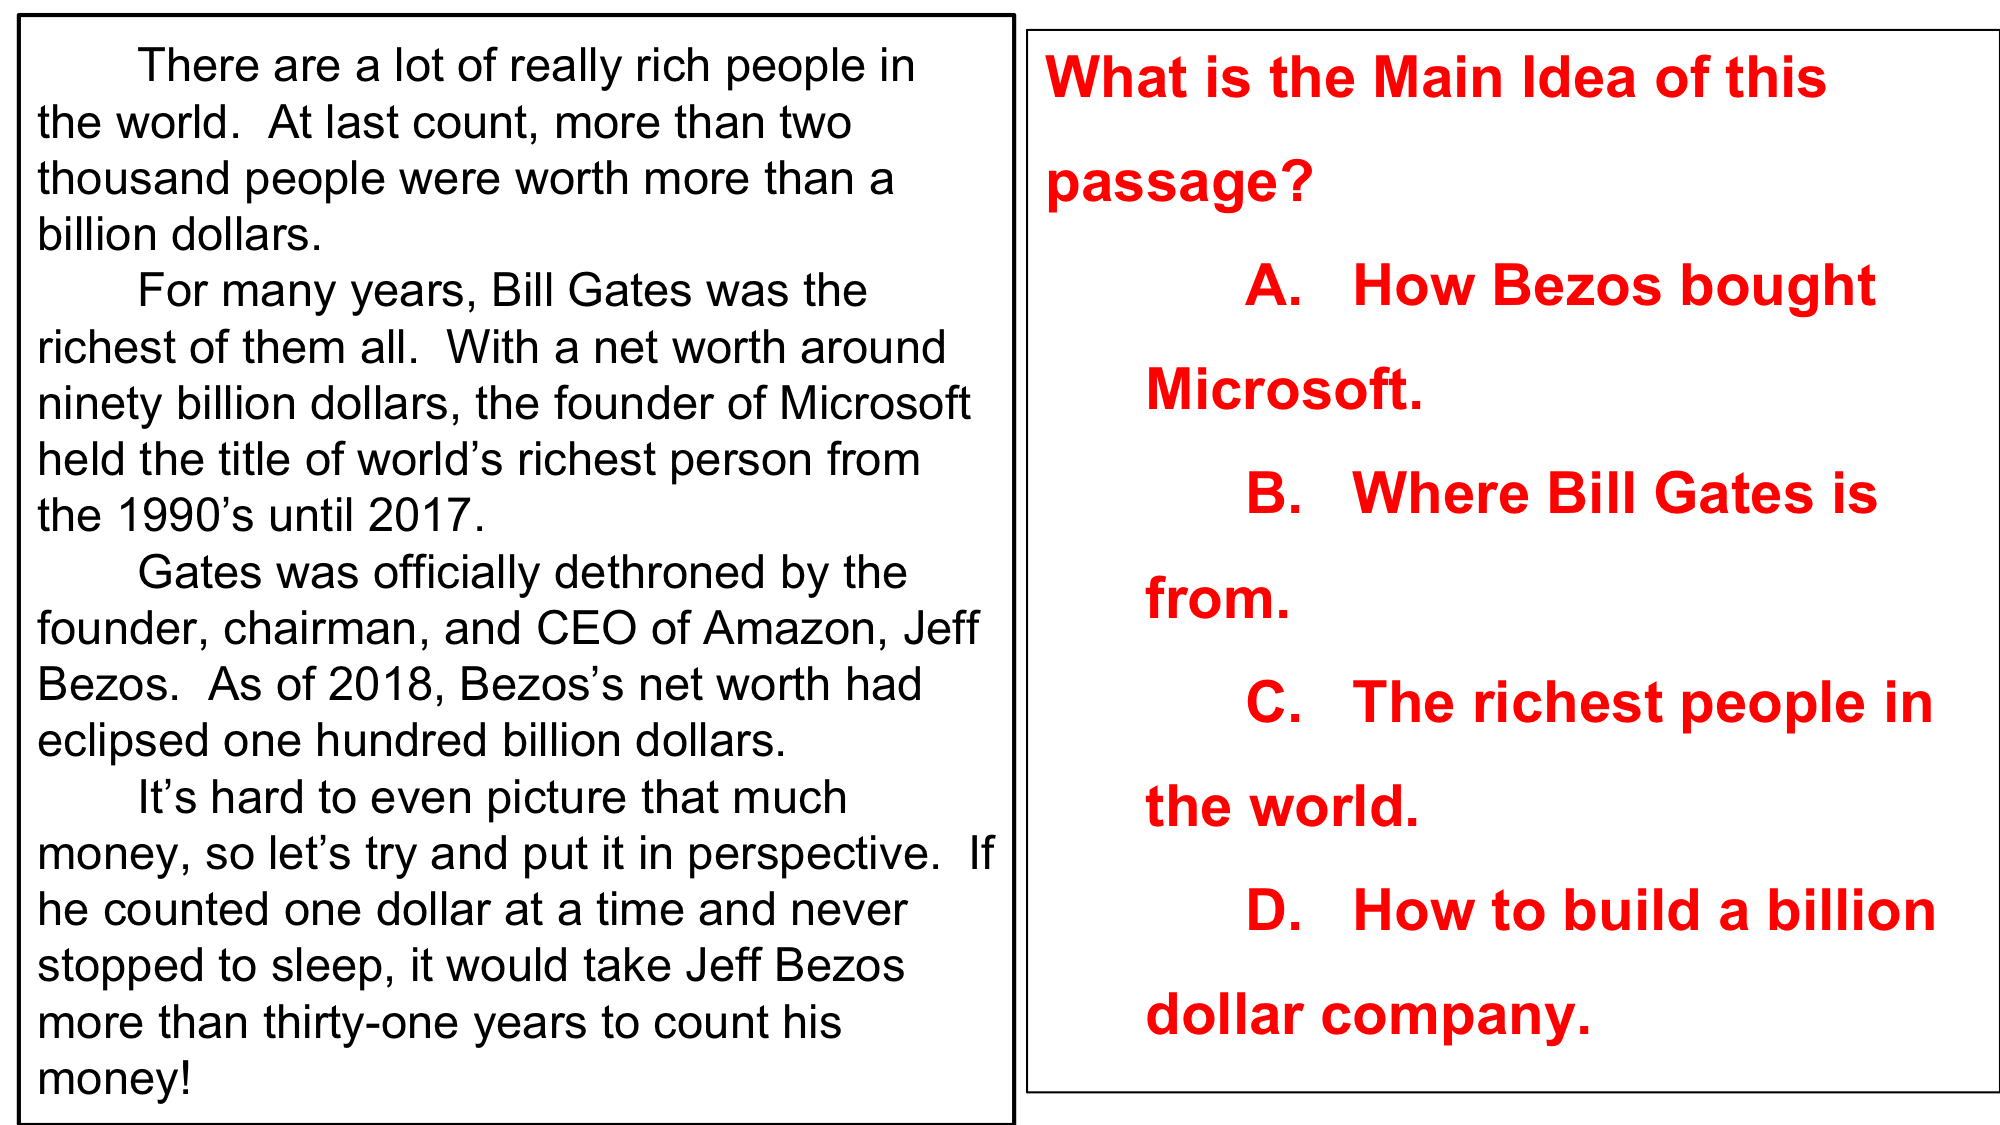 There are a lot of really rich people in
the world.  At last count, more than two
thousand people were worth more than a
billion dollars.
For many years, Bill Gates was the
richest of them all.  With a net worth around
ninety billion dollars, the founder of Microsoft
held the title of world’s richest person from
the 1990’s until 2017.
Gates was officially dethroned by the
founder, chairman, and CEO of Amazon, Jeff
Bezos.  As of 2018, Bezos’s net worth had
eclipsed one hundred billion dollars.
It’s hard to even picture that much
money, so let’s try and put it in perspective.  If
he counted one dollar at a time and never
stopped to sleep, it would take Jeff Bezos
more than thirty-one years to count his
money!
What is the Main Idea of this
passage?
A.   How Bezos bought
Microsoft.
B.   Where Bill Gates is
from.
C.   The richest people in
the world.
D.   How to build a billion
dollar company.